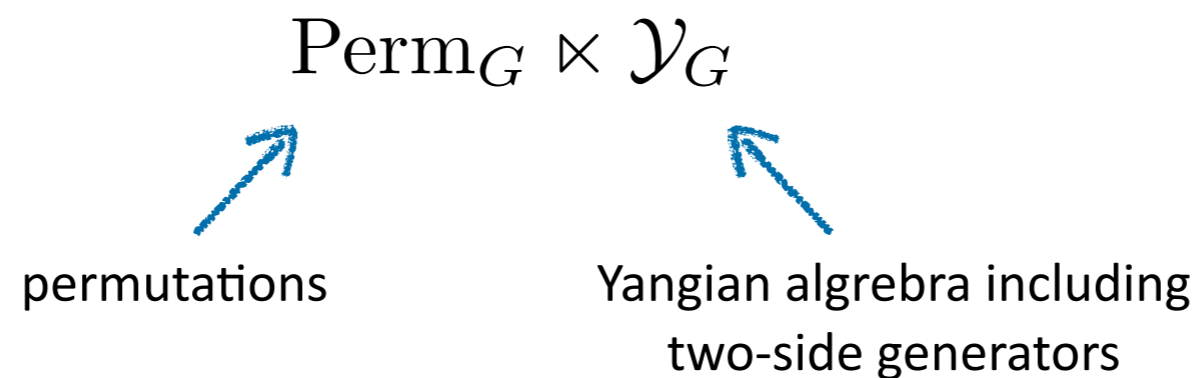 Perm_G ⋉ 𝒴_G
permutations
Yangian algrebra including
two-side generators